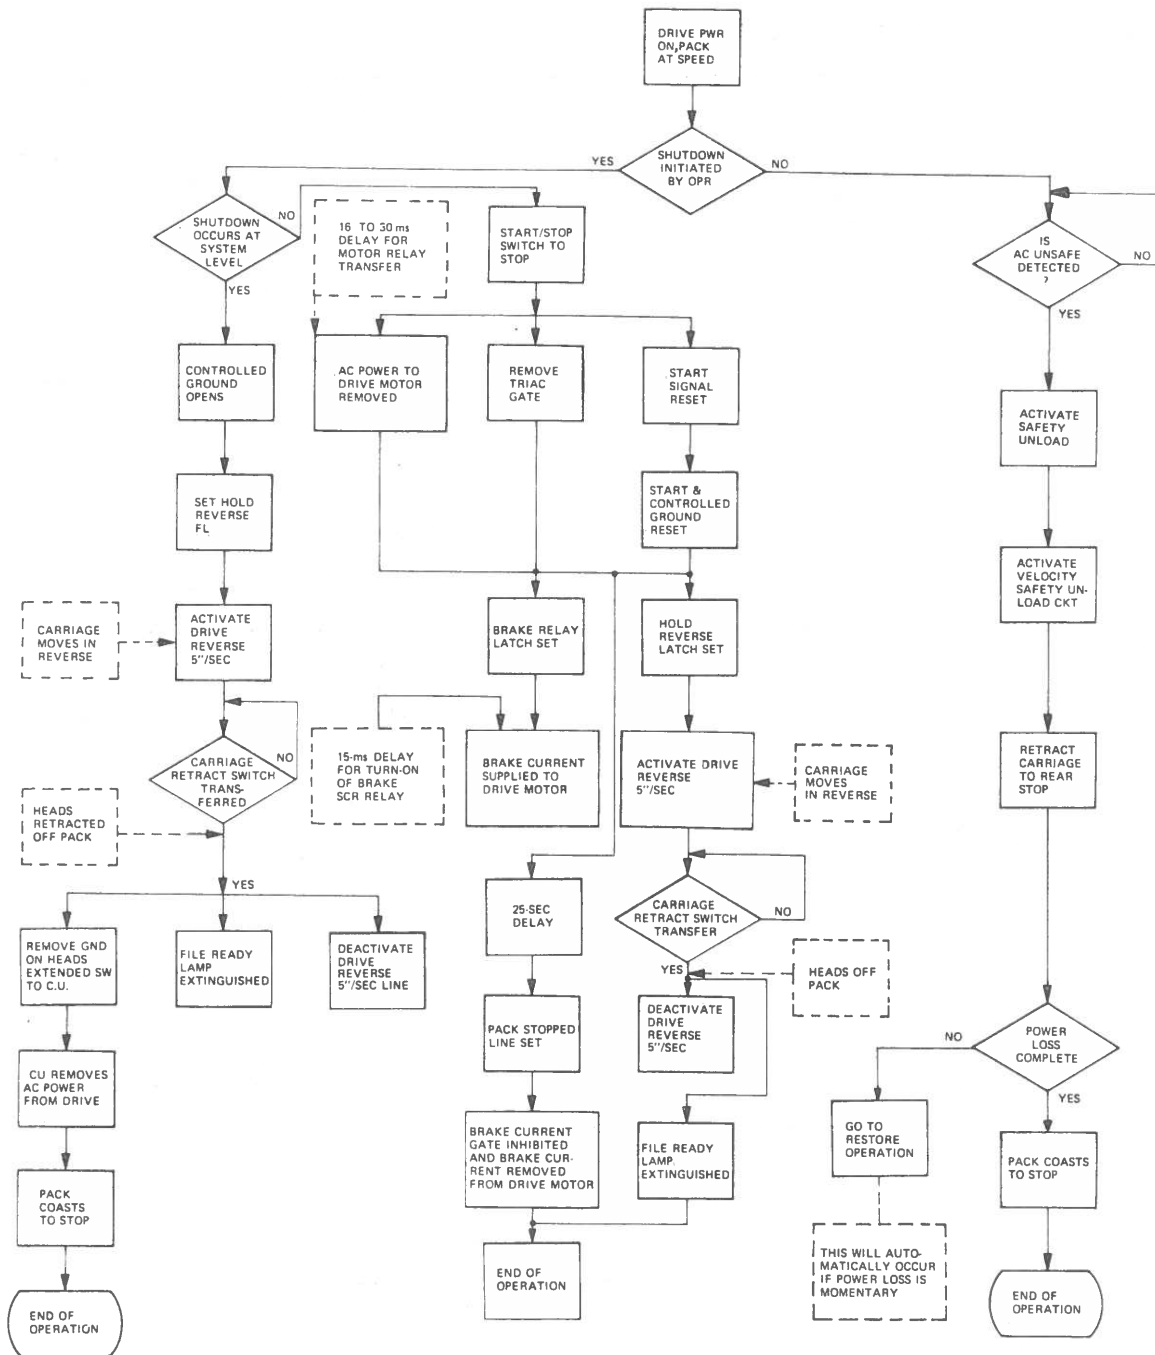 DRIVE PWR
ON,PACK
AT SPEED
SHUTDOWN
INITIATED
BY OPR
YES
NO
SHUTDOWN
OCCURS AT
SYSTEM
LEVEL
NO
YES
16 TO 30 ms
DELAY FOR
MOTOR RELAY
TRANSFER
START/STOP
SWITCH TO
STOP
IS
AC UNSAFE
DETECTED
?
NO
YES
CONTROLLED
GROUND
OPENS
AC POWER TO
DRIVE MOTOR
REMOVED
REMOVE
TRIAC
GATE
START
SIGNAL
RESET
ACTIVATE
SAFETY
UNLOAD
SET HOLD
REVERSE
FL
START &
CONTROLLED
GROUND
RESET
ACTIVATE
VELOCITY
SAFETY UN-
LOAD CKT
CARRIAGE
MOVES IN
REVERSE
ACTIVATE
DRIVE
REVERSE
5"/SEC
BRAKE RELAY
LATCH SET
HOLD
REVERSE
LATCH SET
CARRIAGE
RETRACT SWITCH
TRANS-
FERRED
NO
YES
15-ms DELAY
FOR TURN-ON
OF BRAKE
SCR RELAY
BRAKE CURRENT
SUPPLIED TO
DRIVE MOTOR
ACTIVATE DRIVE
REVERSE
5"/SEC
CARRIAGE
MOVES
IN REVERSE
RETRACT
CARRIAGE
TO REAR
STOP
HEADS
RETRACTED
OFF PACK
25-SEC
DELAY
CARRIAGE
RETRACT SWITCH
TRANSFER
NO
YES
REMOVE GND
ON HEADS
EXTENDED SW
TO C.U.
FILE READY
LAMP
EXTINGUISHED
DEACTIVATE
DRIVE
REVERSE
5"/SEC LINE
HEADS OFF
PACK
PACK STOPPED
LINE SET
DEACTIVATE
DRIVE
REVERSE
5"/SEC
POWER
LOSS
COMPLETE
NO
YES
CU REMOVES
AC POWER
FROM DRIVE
BRAKE CURRENT
GATE INHIBITED
AND BRAKE CUR-
RENT REMOVED
FROM DRIVE MOTOR
FILE READY
LAMP
EXTINGUISHED
GO TO
RESTORE
OPERATION
PACK COASTS
TO STOP
PACK
COASTS
TO STOP
END OF
OPERATION
THIS WILL AUTO-
MATICALLY OCCUR
IF POWER LOSS IS
MOMENTARY
END OF
OPERATION
END OF
OPERATION